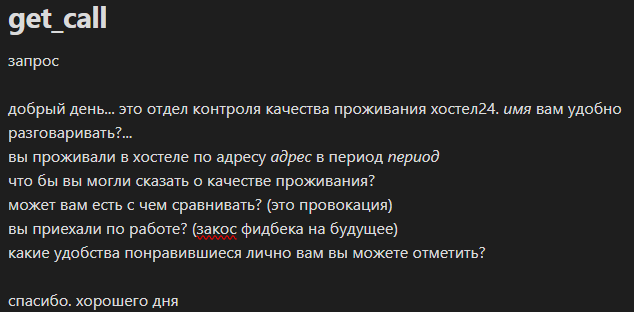 get_call
запрос
добрый день... это отдел контроля качества проживания хостел24. имя вам удобно
разговаривать?...
вы проживали в хостеле по адресу адрес в период период
что бы вы могли сказать о качестве проживания?
может вам есть с чем сравнивать? (это провокация)
вы приехали по работе? (закос фидбека на будущее)
какие удобства понравившиеся лично вам вы можете отметить?
спасибо. хорошего дня